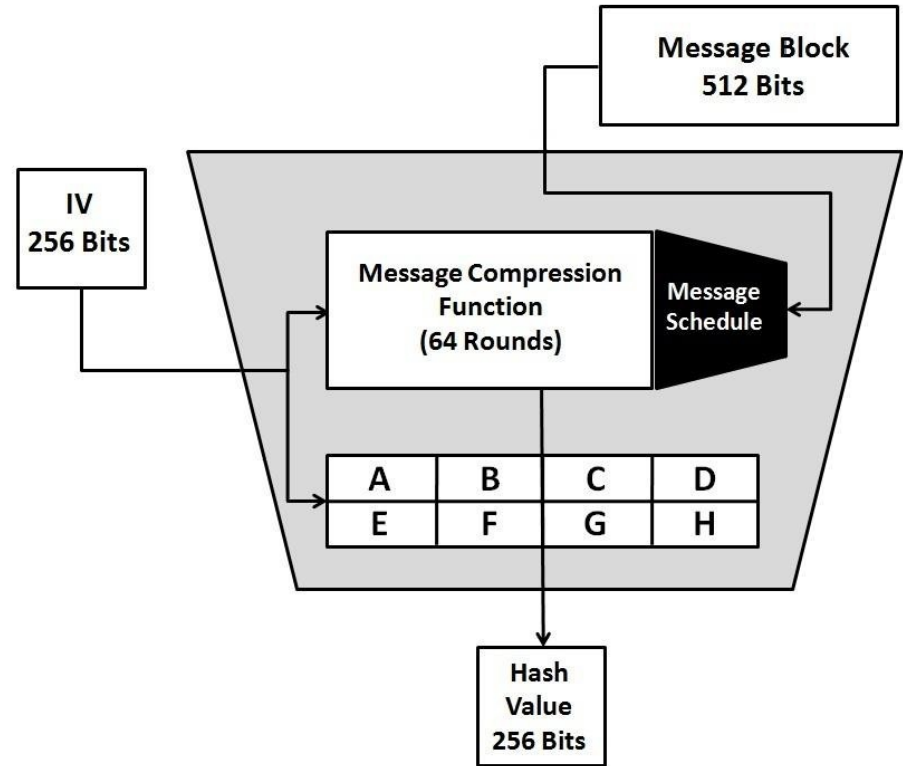 Message Block
512 Bits
IV
256 Bits
Message Compression
Function
(64 Rounds)
Message
Schedule
A B C D
E F G H
Hash
Value
256 Bits